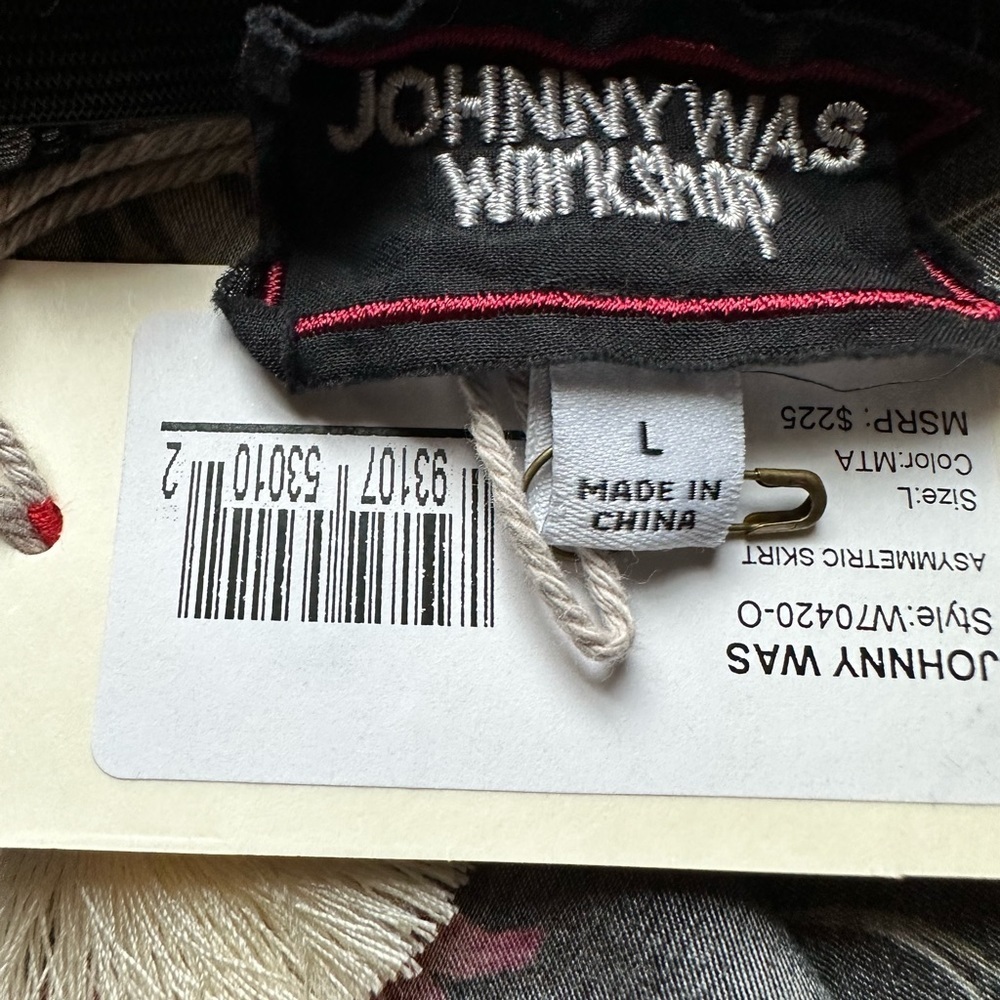 JOHNNY WAS
WORKSHOP
L
MADE IN
CHINA
JOHNNY WAS
Style:W70420-O
ASYMMETRIC SKIRT
Size:L
Color:MTA
MSRP: $225
93107 53010 2